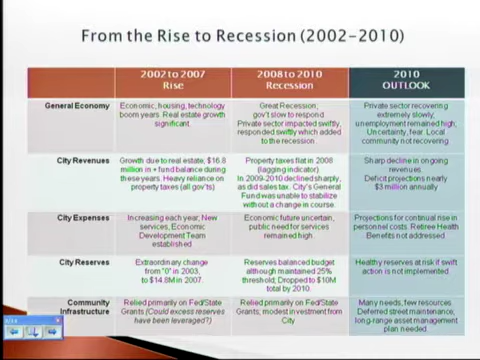 From the Rise to Recession (2002-2010)
2002 to 2007
Rise
2008 to 2010
Recession
2010
OUTLOOK
General Economy
Economic, housing, technology
boom years. Real estate growth
significant.
Great Recession;
gov't slow to respond
Private sector impacted swiftly,
responded swiftly which added
to the recession.
Private sector recovering
extremely slowly;
unemployment remained high;
Uncertainty, fear. Local
community not recovering
City Revenues
Growth due to real estate, $16.8
million in + fund balance during
these years. Heavy reliance on
property taxes (all gov'ts)
Property taxes flat in 2008
(lagging indicator)
In 2009-2010 declined sharply,
as did sales tax. City's General
Fund was unable to stabilize
without a change in course.
Sharp decline in ongoing
revenues.
Deficit projections nearly
$3 million annually
City Expenses
Increasing each year; New
services, Economic
Development Team
established
Economic future uncertain,
public need for services
remained high.
Projections for continual rise in
personnel costs. Retiree Health
Benefits not addressed
City Reserves
Extraordinary change
from "0" in 2003,
to $14.8M in 2007.
Reserves balanced budget
although maintained 25%
threshold; Dropped to $10M
total by 2010.
Healthy reserves at risk if swift
action is not implemented.
Community
Infrastructure
Relied primarily on Fed/State
Grants (Could excess reserves
have been leveraged?)
Relied primarily on Fed/State
Grants; modest investment from
City
Many needs, few resources.
Deferred street maintenance;
long-range asset management
plan needed.